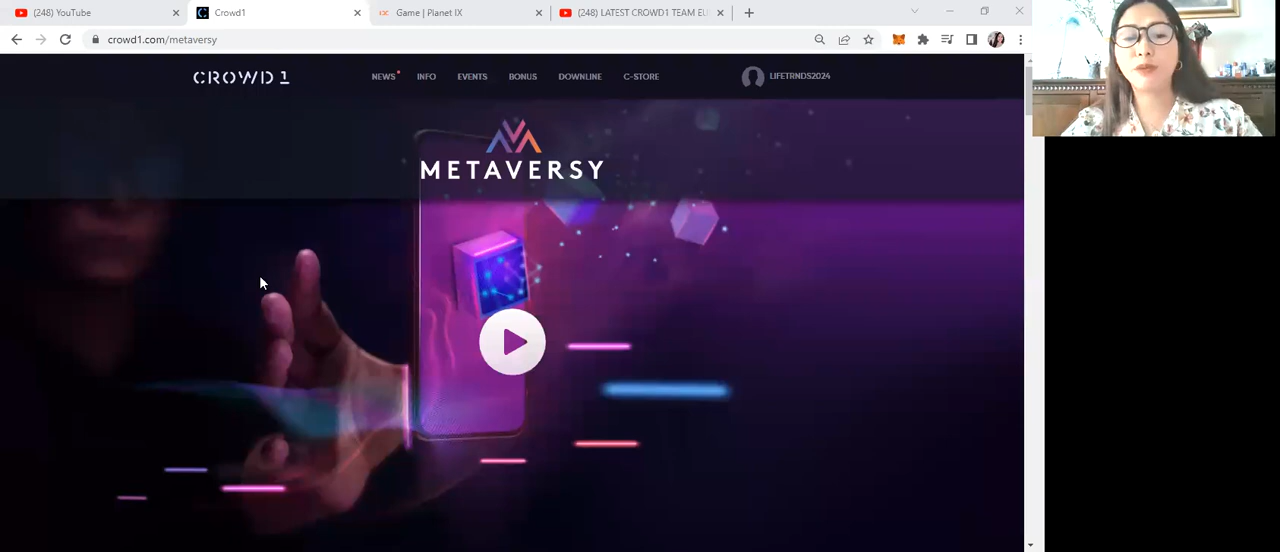 (248) YouTube
Crowd1
Game | Planet IX
(248) LATEST CROWD1 TEAM EU
crowd1.com/metaversy
CROWD1
NEWS INFO EVENTS BONUS DOWNLINE C-STORE LIFETRNDS2024
METAVERSY